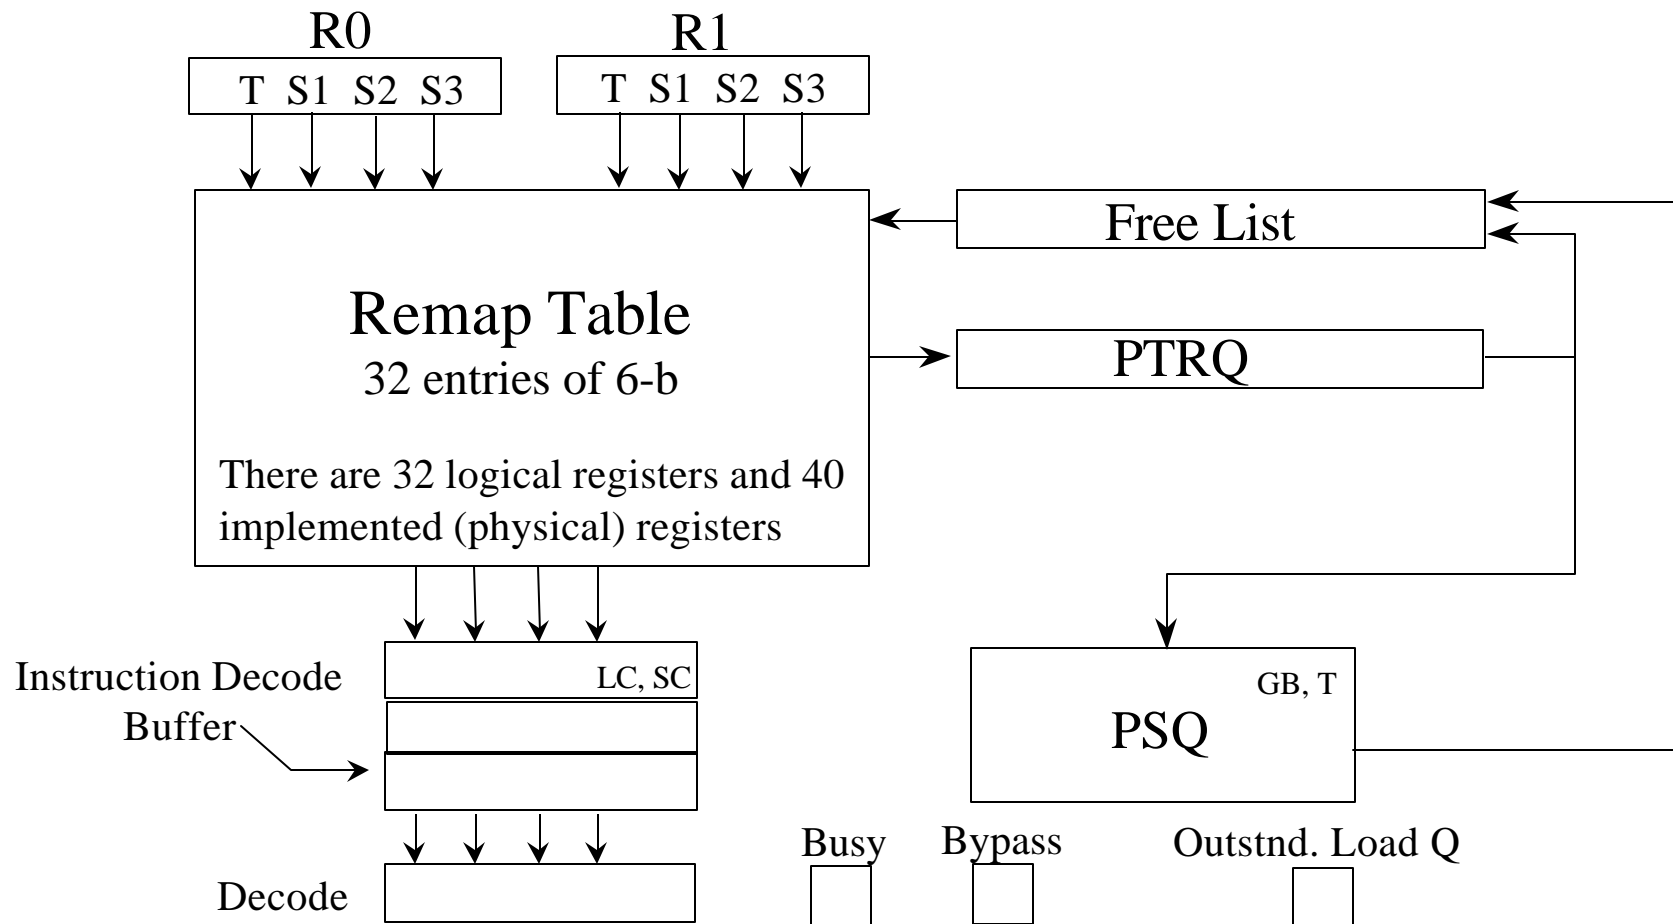 R0
R1
T S1 S2 S3
T S1 S2 S3
Free List
Remap Table
32 entries of 6-b
PTRQ
There are 32 logical registers and 40
implemented (physical) registers
Instruction Decode
Buffer
LC, SC
GB, T
PSQ
Busy
Bypass
Outstnd. Load Q
Decode